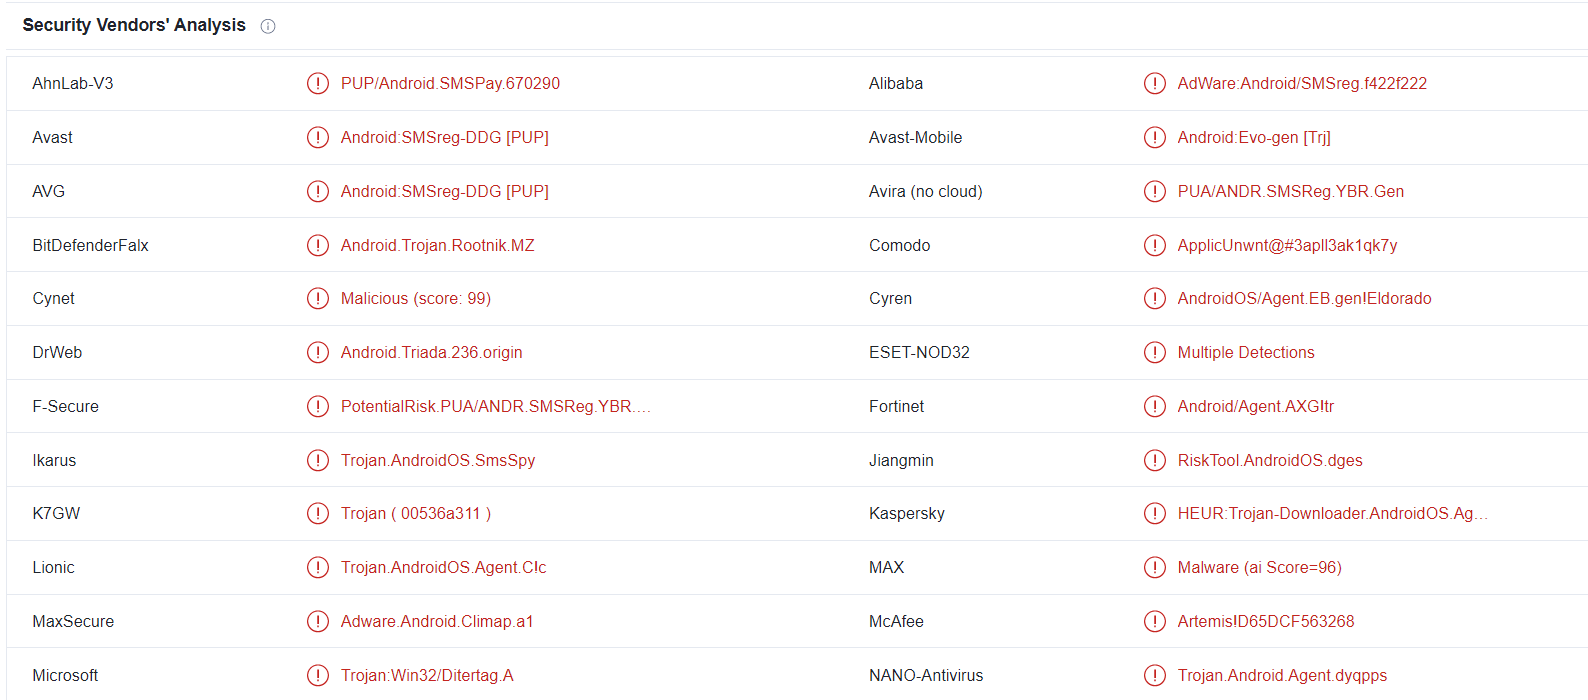 Security Vendors' Analysis
AhnLab-V3 PUP/Android.SMSPay.670290 Alibaba AdWare:Android/SMSreg.f422f222
Avast Android:SMSreg-DDG [PUP] Avast-Mobile Android:Evo-gen [Trj]
AVG Android:SMSreg-DDG [PUP] Avira (no cloud) PUA/ANDR.SMSReg.YBR.Gen
BitDefenderFalx Android.Trojan.Rootnik.MZ Comodo ApplicUnwnt@#3apll3ak1qk7y
Cynet Malicious (score: 99) Cyren AndroidOS/Agent.EB.gen!Eldorado
DrWeb Android.Triada.236.origin ESET-NOD32 Multiple Detections
F-Secure PotentialRisk.PUA/ANDR.SMSReg.YBR.… Fortinet Android/Agent.AXG!tr
Ikarus Trojan.AndroidOS.SmsSpy Jiangmin RiskTool.AndroidOS.dges
K7GW Trojan ( 00536a311 ) Kaspersky HEUR:Trojan-Downloader.AndroidOS.Ag…
Lionic Trojan.AndroidOS.Agent.C!c MAX Malware (ai Score=96)
MaxSecure Adware.Android.Climap.a1 McAfee Artemis!D65DCF563268
Microsoft Trojan:Win32/Ditertag.A NANO-Antivirus Trojan.Android.Agent.dyqpps